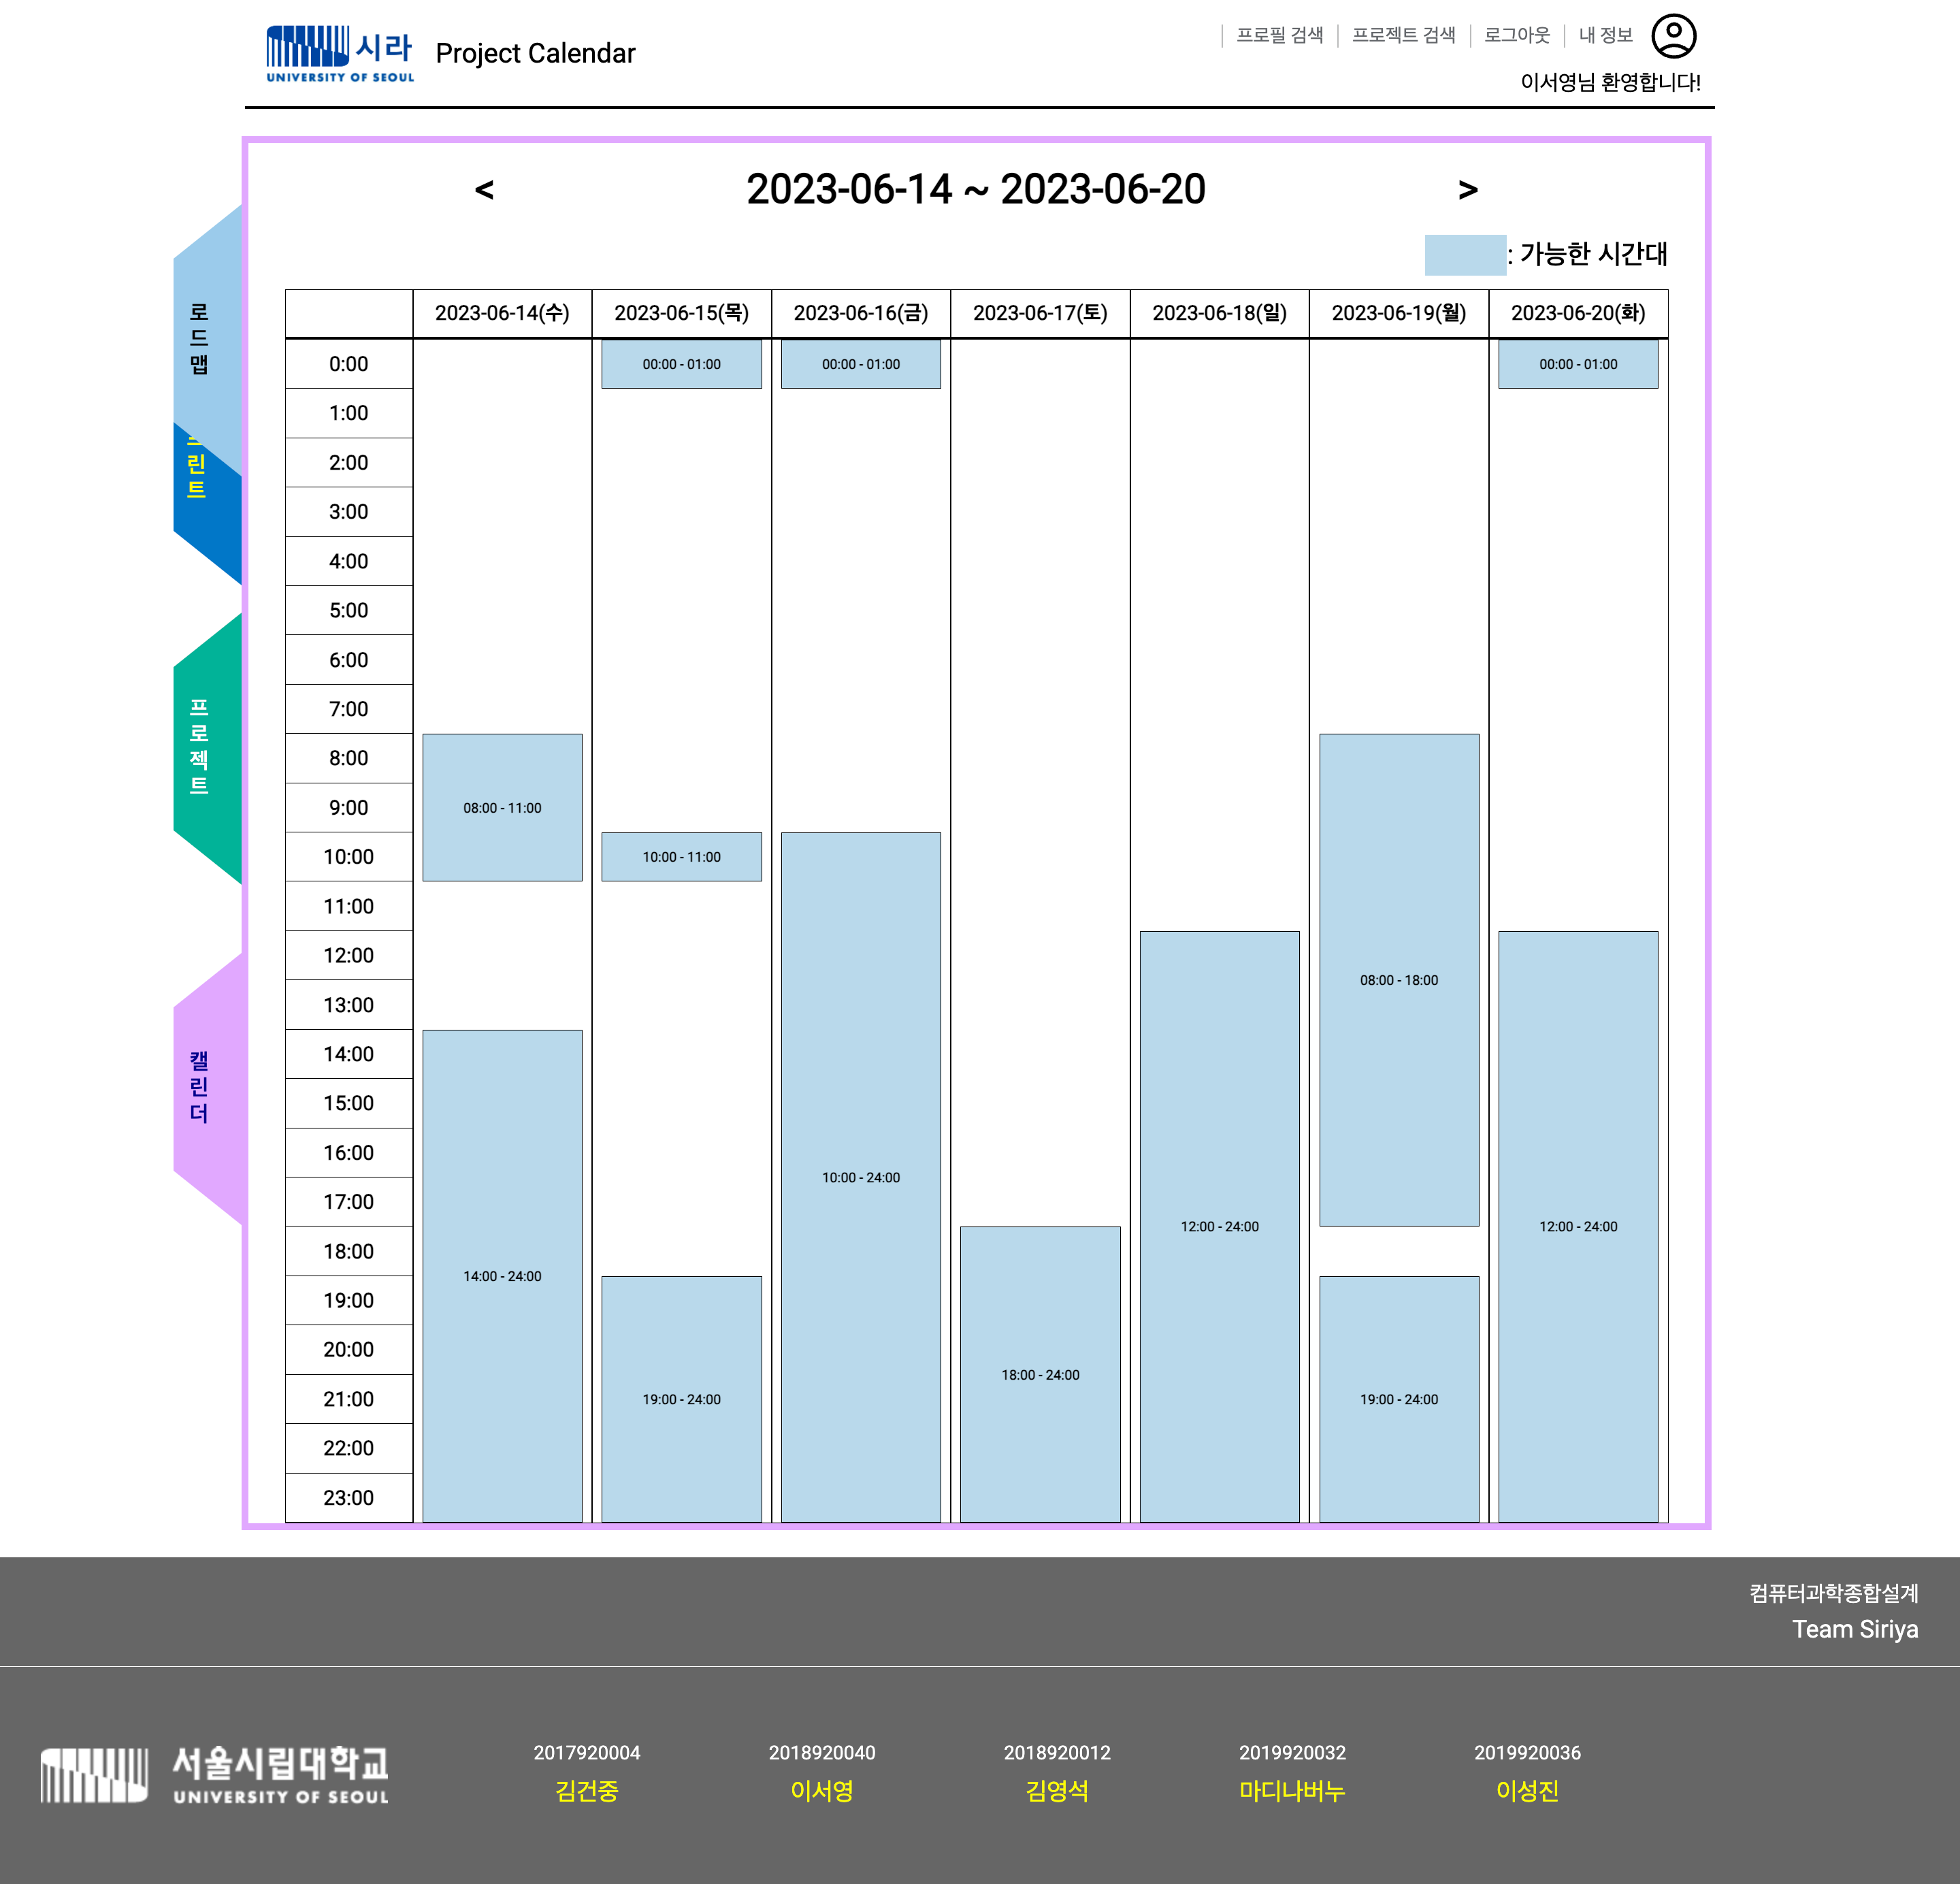 시라
UNIVERSITY OF SEOUL
Project Calendar
프로필 검색 프로젝트 검색 로그아웃 내 정보
이서영님 환영합니다!
< 2023-06-14 ~ 2023-06-20 >
: 가능한 시간대
2023-06-14(수) 2023-06-15(목) 2023-06-16(금) 2023-06-17(토) 2023-06-18(일) 2023-06-19(월) 2023-06-20(화)
로드맵
린트
프로젝트
캘린더
0:00 00:00 - 01:00 00:00 - 01:00 00:00 - 01:00
1:00
2:00
3:00
4:00
5:00
6:00
7:00
8:00
9:00 08:00 - 11:00
10:00 10:00 - 11:00
11:00
12:00
13:00 08:00 - 18:00
14:00
15:00
16:00
17:00 10:00 - 24:00
18:00 12:00 - 24:00 12:00 - 24:00
19:00 14:00 - 24:00
20:00
21:00 19:00 - 24:00 18:00 - 24:00 19:00 - 24:00
22:00
23:00
컴퓨터과학종합설계
Team Siriya
서울시립대학교
UNIVERSITY OF SEOUL
2017920004 2018920040 2018920012 2019920032 2019920036
김건중 이서영 김영석 마디나버누 이성진